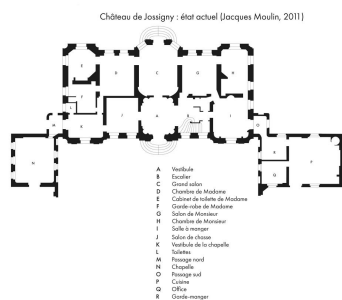 Château de Jossigny : état actuel (Jacques Moulin, 2011)
E D C G H
F
L
M K J A B I O
R
N P
Q
A Vestibule
B Escalier
C Grand salon
D Chambre de Madame
E Cabinet de toilette de Madame
F Garde-robe de Madame
G Salon de Monsieur
H Chambre de Monsieur
I Salle à manger
J Salon de chasse
K Vestibule de la chapelle
L Toilettes
M Passage nord
N Chapelle
O Passage sud
P Cuisine
Q Office
R Garde-manger